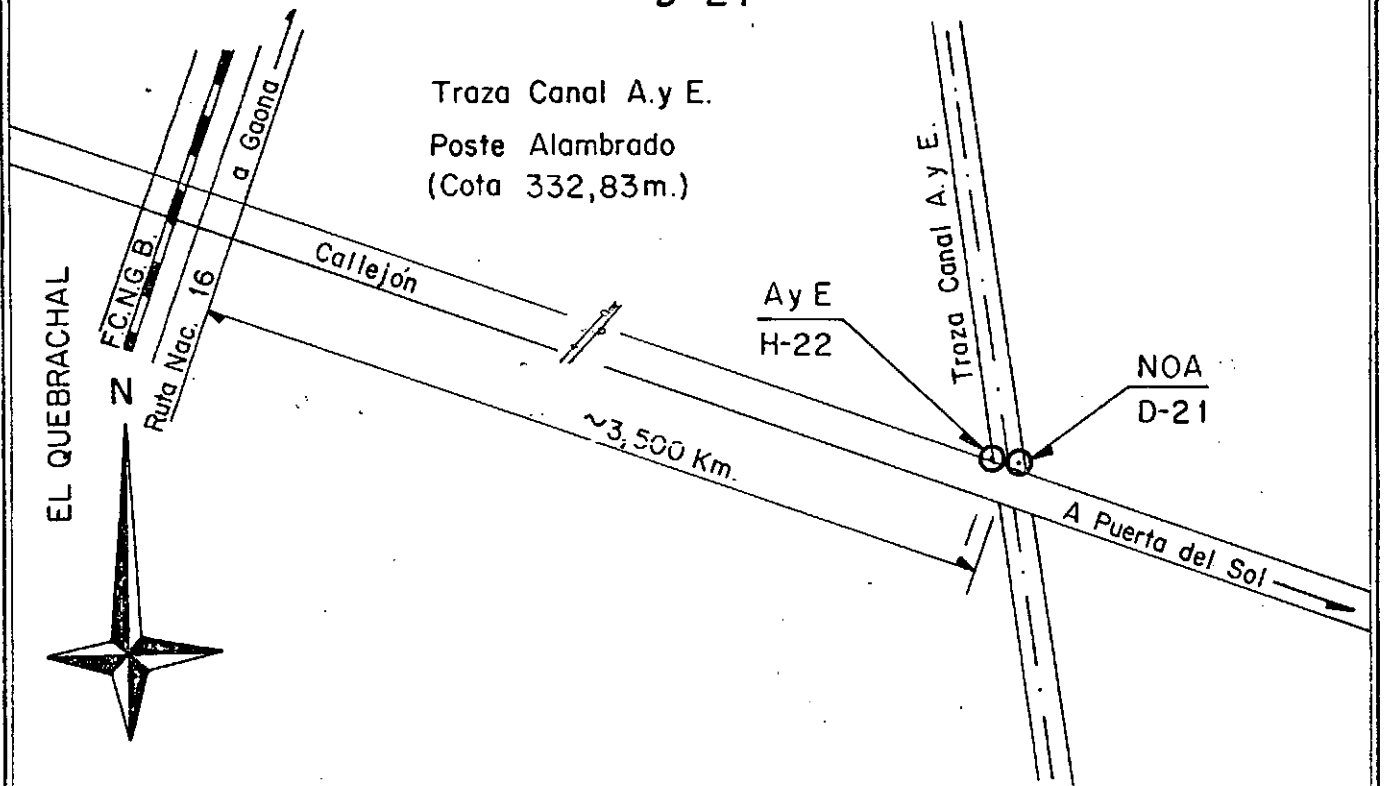 Traza Canal A.y E.
Poste Alambrado
(Cota 332,83m.)
a Gaona
F.C.N.G.B.
Ruta Nac. 16
Callejón
EL QUEBRACHAL
N
~3,500 Km.
Traza Canal A.y E.
A y E
H-22
NOA
D-21
A Puerta del Sol